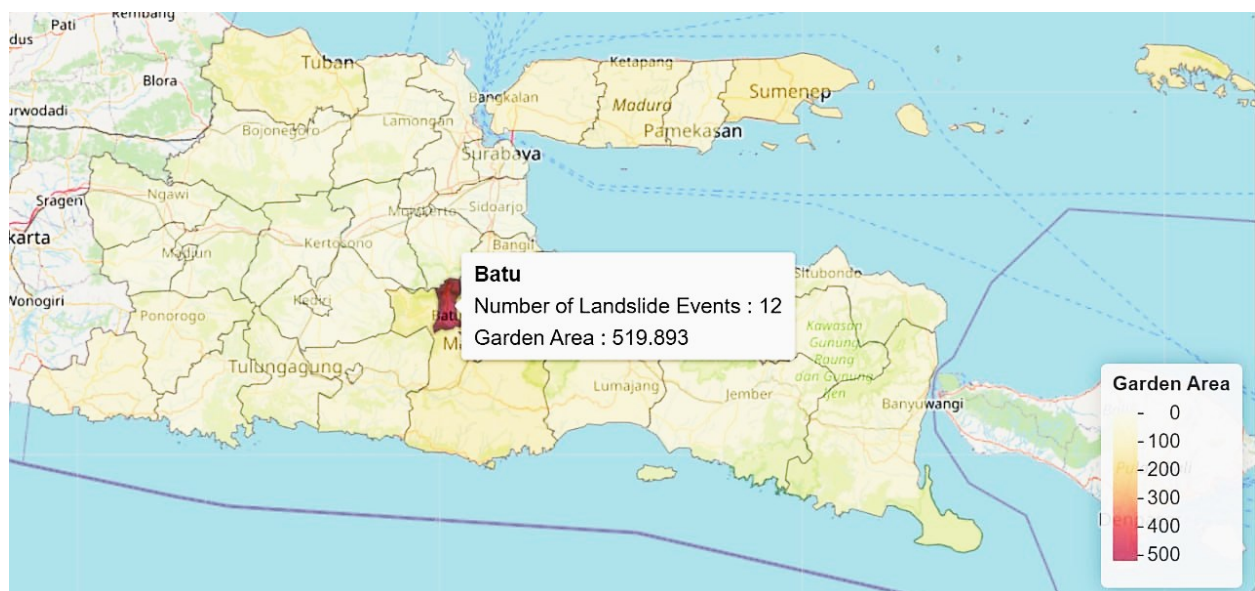 Rembang
Pati
dus
Blora
urwodadi
Sragen
karta
Wonogiri
Tuban
Bojonegoro
Lamongan
Bangkalan
Ketapang
Madura
Sumenep
Pamekasan
Surabaya
Ngawi
Mojokerto
Sidoarjo
Kertosono
Madiun
Bangil
Ponorogo
Kediri
Batu
Ma
Tulungagung
Batu
Number of Landslide Events : 12
Garden Area : 519.893
Situbondo
Kawasan
Gunung
Raung
dan Gunung
Ijen
Lumajang
Jember
Banyuwangi
Garden Area
0
100
200
300
400
500